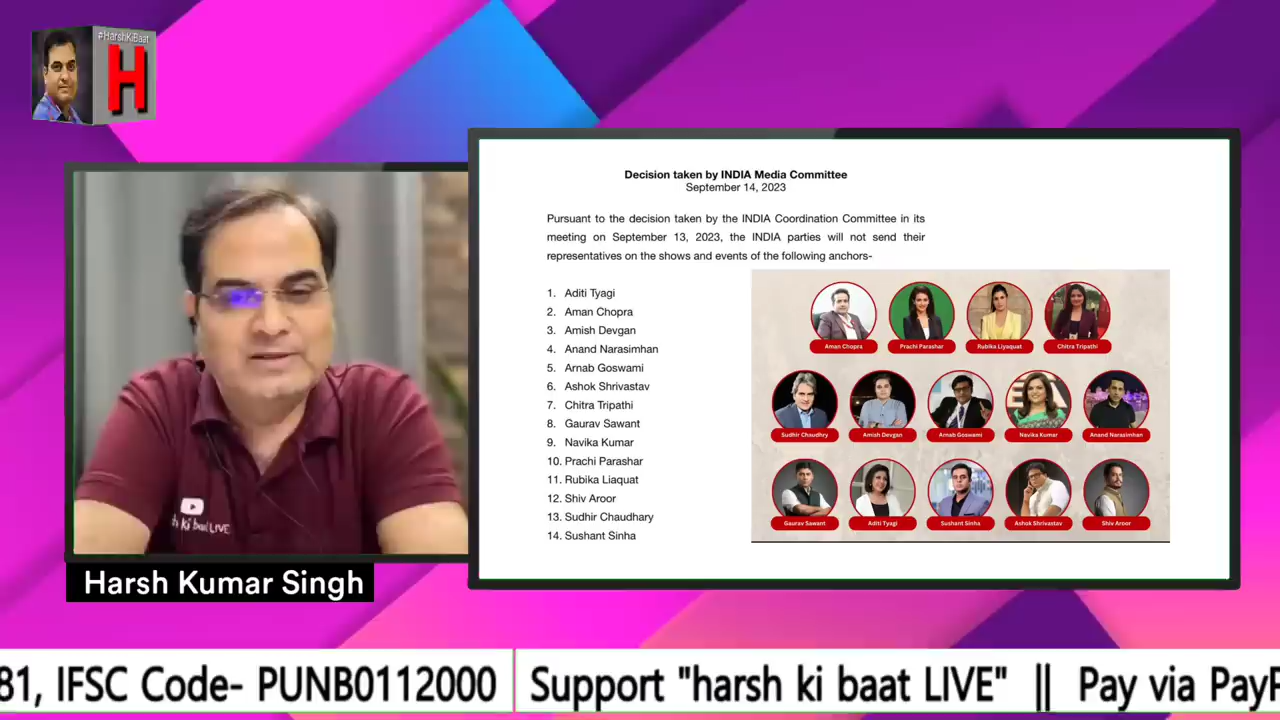 #HarshKiBaat
H
Decision taken by INDIA Media Committee
September 14, 2023
Pursuant to the decision taken by the INDIA Coordination Committee in its
meeting on September 13, 2023, the INDIA parties will not send their
representatives on the shows and events of the following anchors-
1. Aditi Tyagi
2. Aman Chopra
3. Amish Devgan
4. Anand Narasimhan
5. Arnab Goswami
6. Ashok Shrivastav
7. Chitra Tripathi
8. Gaurav Sawant
9. Navika Kumar
10. Prachi Parashar
11. Rubika Liaquat
12. Shiv Aroor
13. Sudhir Chaudhary
14. Sushant Sinha
Aman Chopra
Prachi Parashar
Rubika Liyaquat
Chitra Tripathi
Sudhir Chaudhry
Amish Devgan
Arnab Goswami
Navika Kumar
Anand Narasimhan
Gaurav Sawant
Aditi Tyagi
Sushant Sinha
Ashok Shrivastav
Shiv Aroor
ki baat LIVE
Harsh Kumar Singh
81, IFSC Code- PUNB0112000
Support "harsh ki baat LIVE" || Pay via PayP